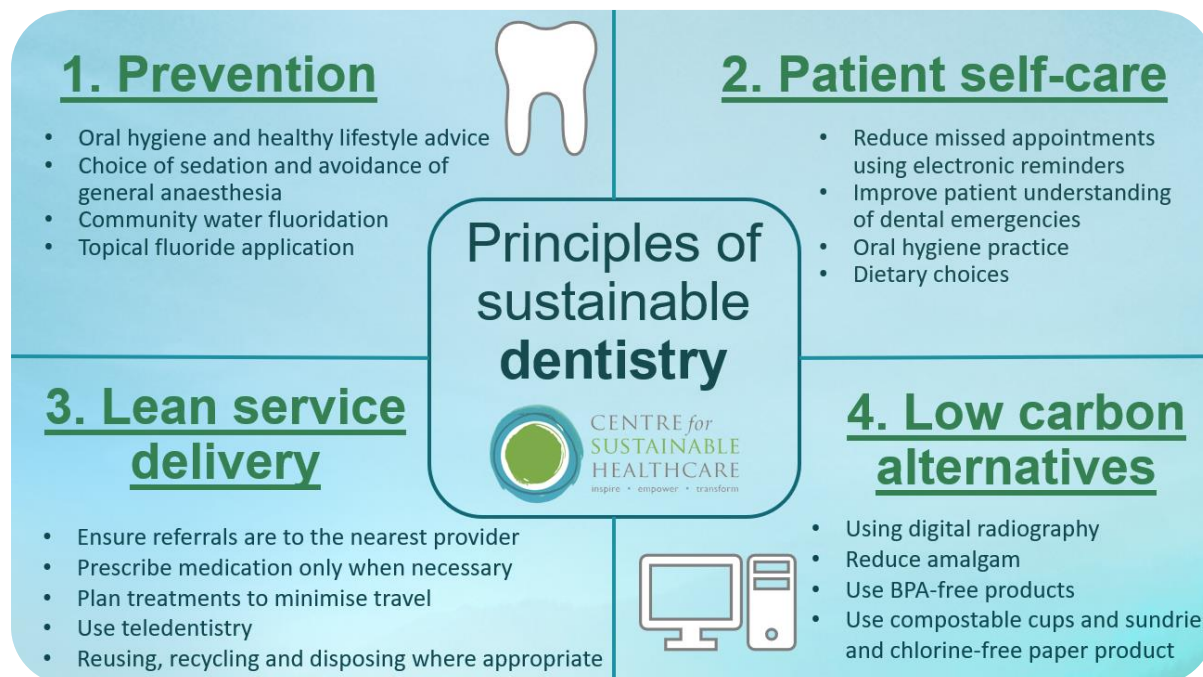 1. Prevention
• Oral hygiene and healthy lifestyle advice
• Choice of sedation and avoidance of
general anaesthesia
• Community water fluoridation
• Topical fluoride application
2. Patient self-care
• Reduce missed appointments
using electronic reminders
• Improve patient understanding
of dental emergencies
• Oral hygiene practice
• Dietary choices
Principles of
sustainable
dentistry
CENTRE for
SUSTAINABLE
HEALTHCARE
inspire • empower • transform
3. Lean service
delivery
• Ensure referrals are to the nearest provider
• Prescribe medication only when necessary
• Plan treatments to minimise travel
• Use teledentistry
• Reusing, recycling and disposing where appropriate
4. Low carbon
alternatives
• Using digital radiography
• Reduce amalgam
• Use BPA-free products
• Use compostable cups and sundrie
and chlorine-free paper product